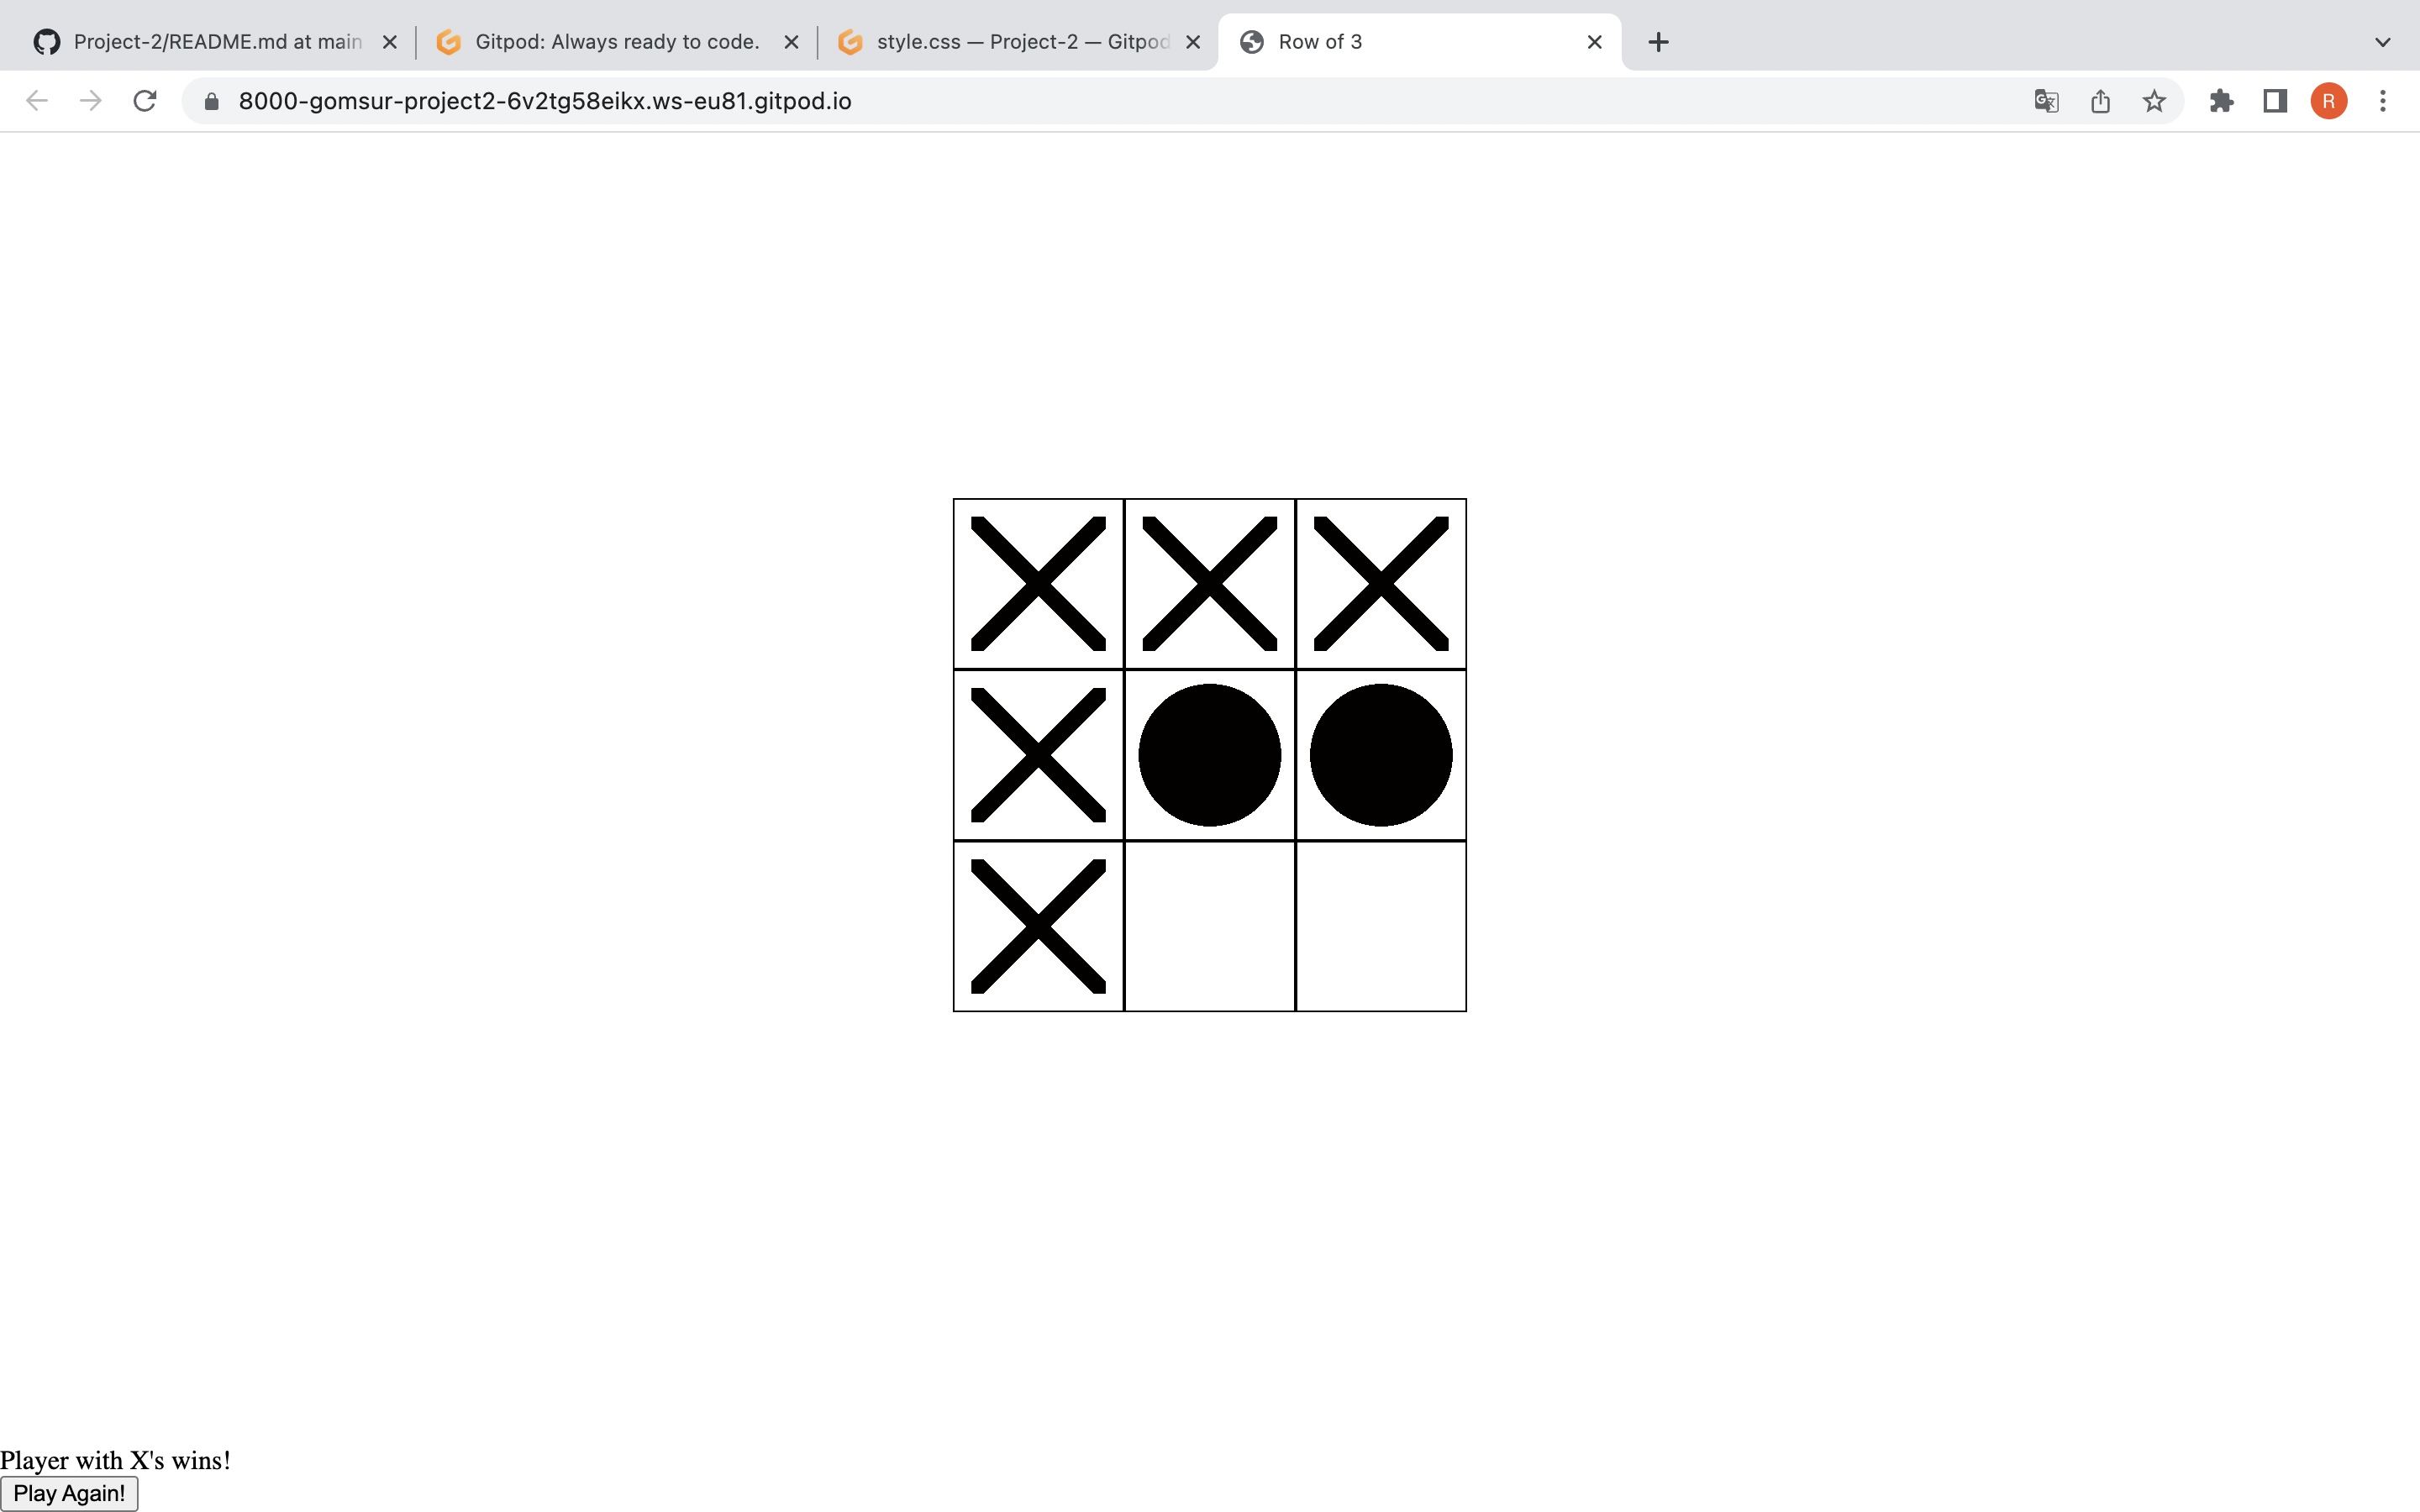 Project-2/README.md at main
Gitpod: Always ready to code.
style.css — Project-2 — Gitpod
Row of 3
8000-gomsur-project2-6v2tg58eikx.ws-eu81.gitpod.io
R
Player with X's wins!
Play Again!